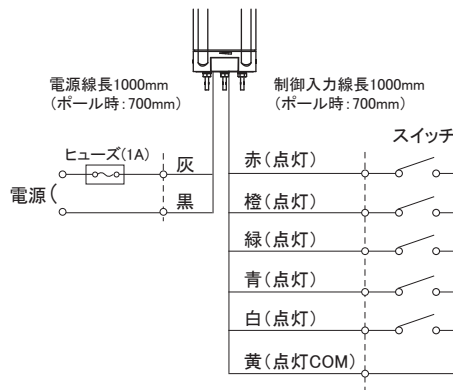 電源線長1000mm
(ポール時：700mm)
制御入力線長1000mm
(ポール時：700mm)
スイッチ
ヒューズ(1A)
灰
電源
黒
赤(点灯)
橙(点灯)
緑(点灯)
青(点灯)
白(点灯)
黄(点灯COM)